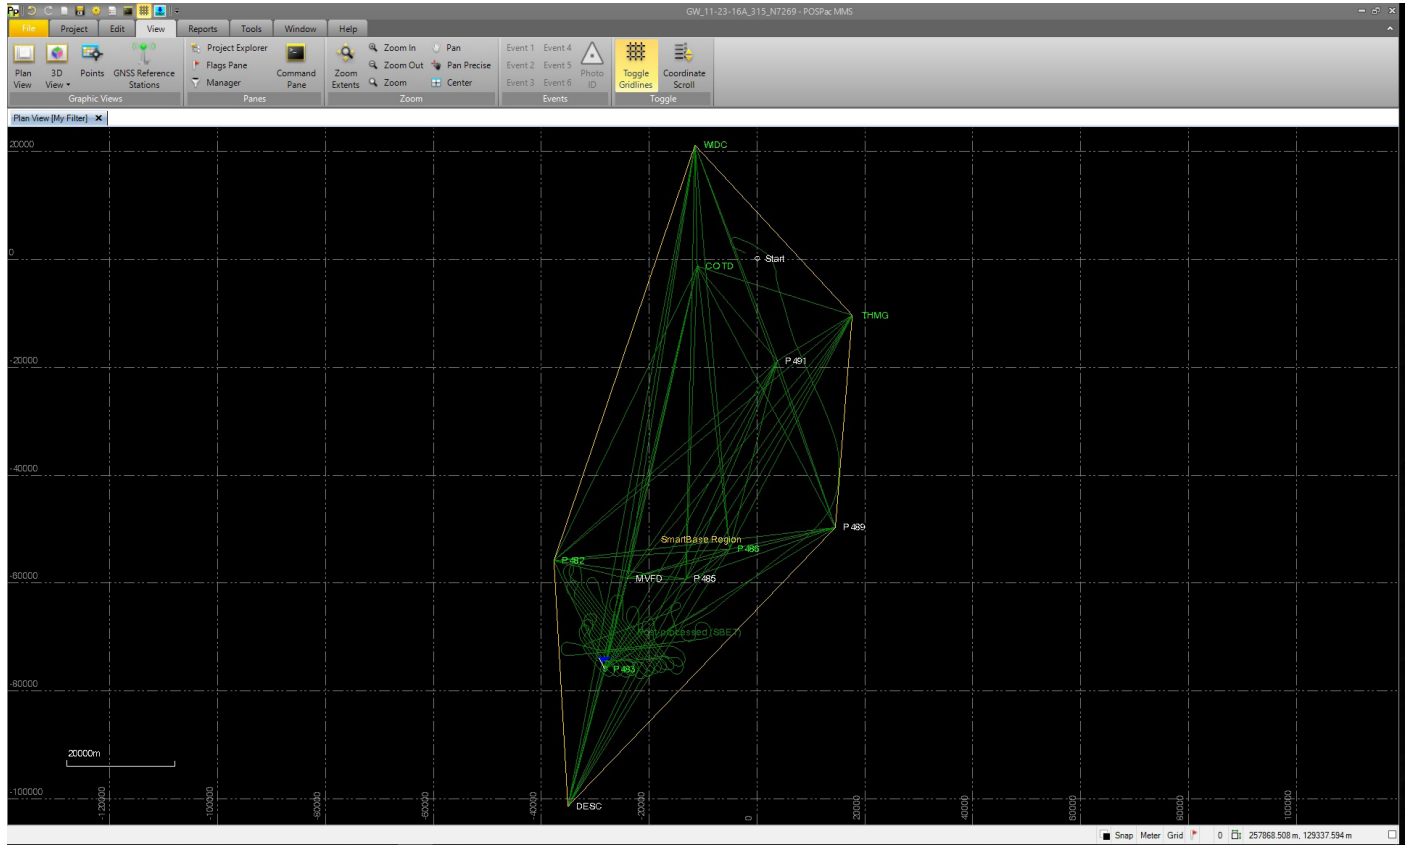 GW_11-23-16A_315_N7269 - POSPac MMS
File Project Edit View Reports Tools Window Help
Plan View
3D View
Points
GNSS Reference Stations
Graphic Views
Project Explorer
Flags Pane
Manager
Command Pane
Panes
Zoom Extents
Zoom In
Zoom Out
Zoom
Pan
Pan Precise
Center
Zoom
Event 1 Event 4
Event 2 Event 5
Event 3 Event 6
Photo ID
Events
Toggle Gridlines
Coordinate Scroll
Toggle
Plan View [My Filter]
20000
WIDC
0
Start
COTD
THMG
-20000
P491
-40000
P489
SmartBase Region
P486
P482
-60000
MVFD
P485
Post-processed (SBET)
P483
-80000
20000m
-100000
DESC
-120000 -100000 -80000 -60000 -40000 -20000 0 20000 40000 60000 80000 100000
Snap Meter Grid 0 257868.508 m, 129337.594 m